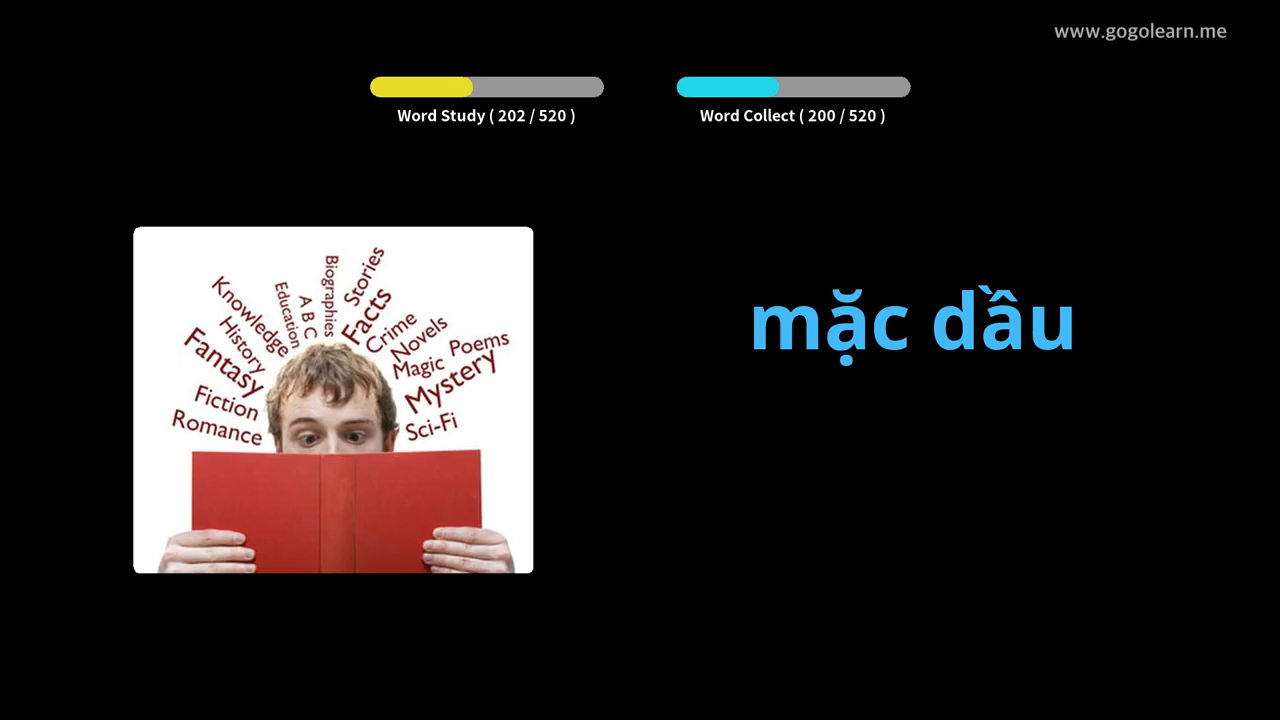 www.gogolearn.me
Word Study ( 202 / 520 )
Word Collect ( 200 / 520 )
mặc dầu
Biographies
Stories
Education
A B C
Facts
Knowledge
History
Crime
Novels
Poems
Fantasy
Magic
Mystery
Fiction
Romance
Sci-Fi